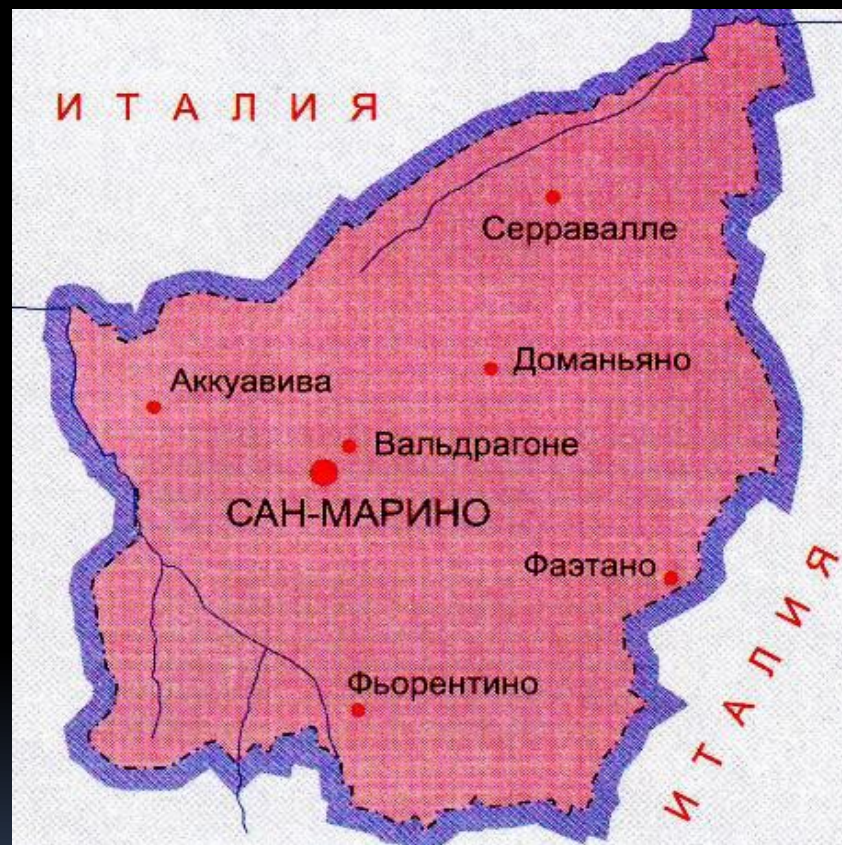 ИТАЛИЯ
Серравалле
Доманьяно
Аккуавива
Вальдрагоне
САН-МАРИНО
Фаэтано
ИТАЛИЯ
Фьорентино